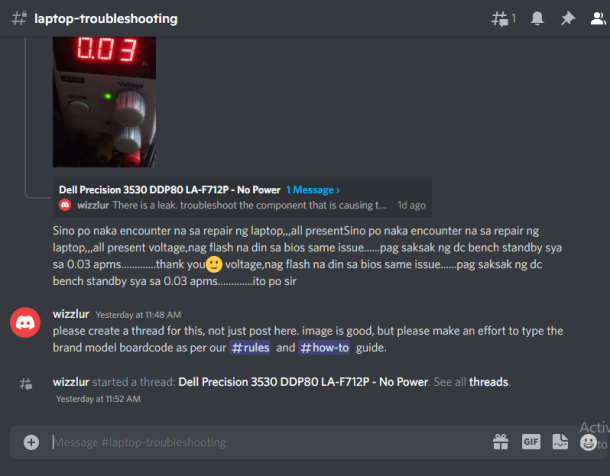 laptop-troubleshooting
1
0.03
Voltage
Dell Precision 3530 DDP80 LA-F712P - No Power 1 Message ›
wizzlur There is a leak. troubleshoot the component that is causing t... 1d ago
Sino po naka encounter na sa repair ng laptop,,,all presentSino po naka encounter na sa repair ng
laptop,,,all present voltage,nag flash na din sa bios same issue......pag saksak ng dc bench standby sya
sa 0.03 apms.............thank you🙂 voltage,nag flash na din sa bios same issue......pag saksak ng dc
bench standby sya sa 0.03 apms.............ito po sir
wizzlur Yesterday at 11:48 AM
please create a thread for this, not just post here. image is good, but please make an effort to type the
brand model boardcode as per our #rules and #how-to guide.
wizzlur started a thread: Dell Precision 3530 DDP80 LA-F712P - No Power. See all threads.
Yesterday at 11:52 AM
Message #laptop-troubleshooting
GIF
Activ
to